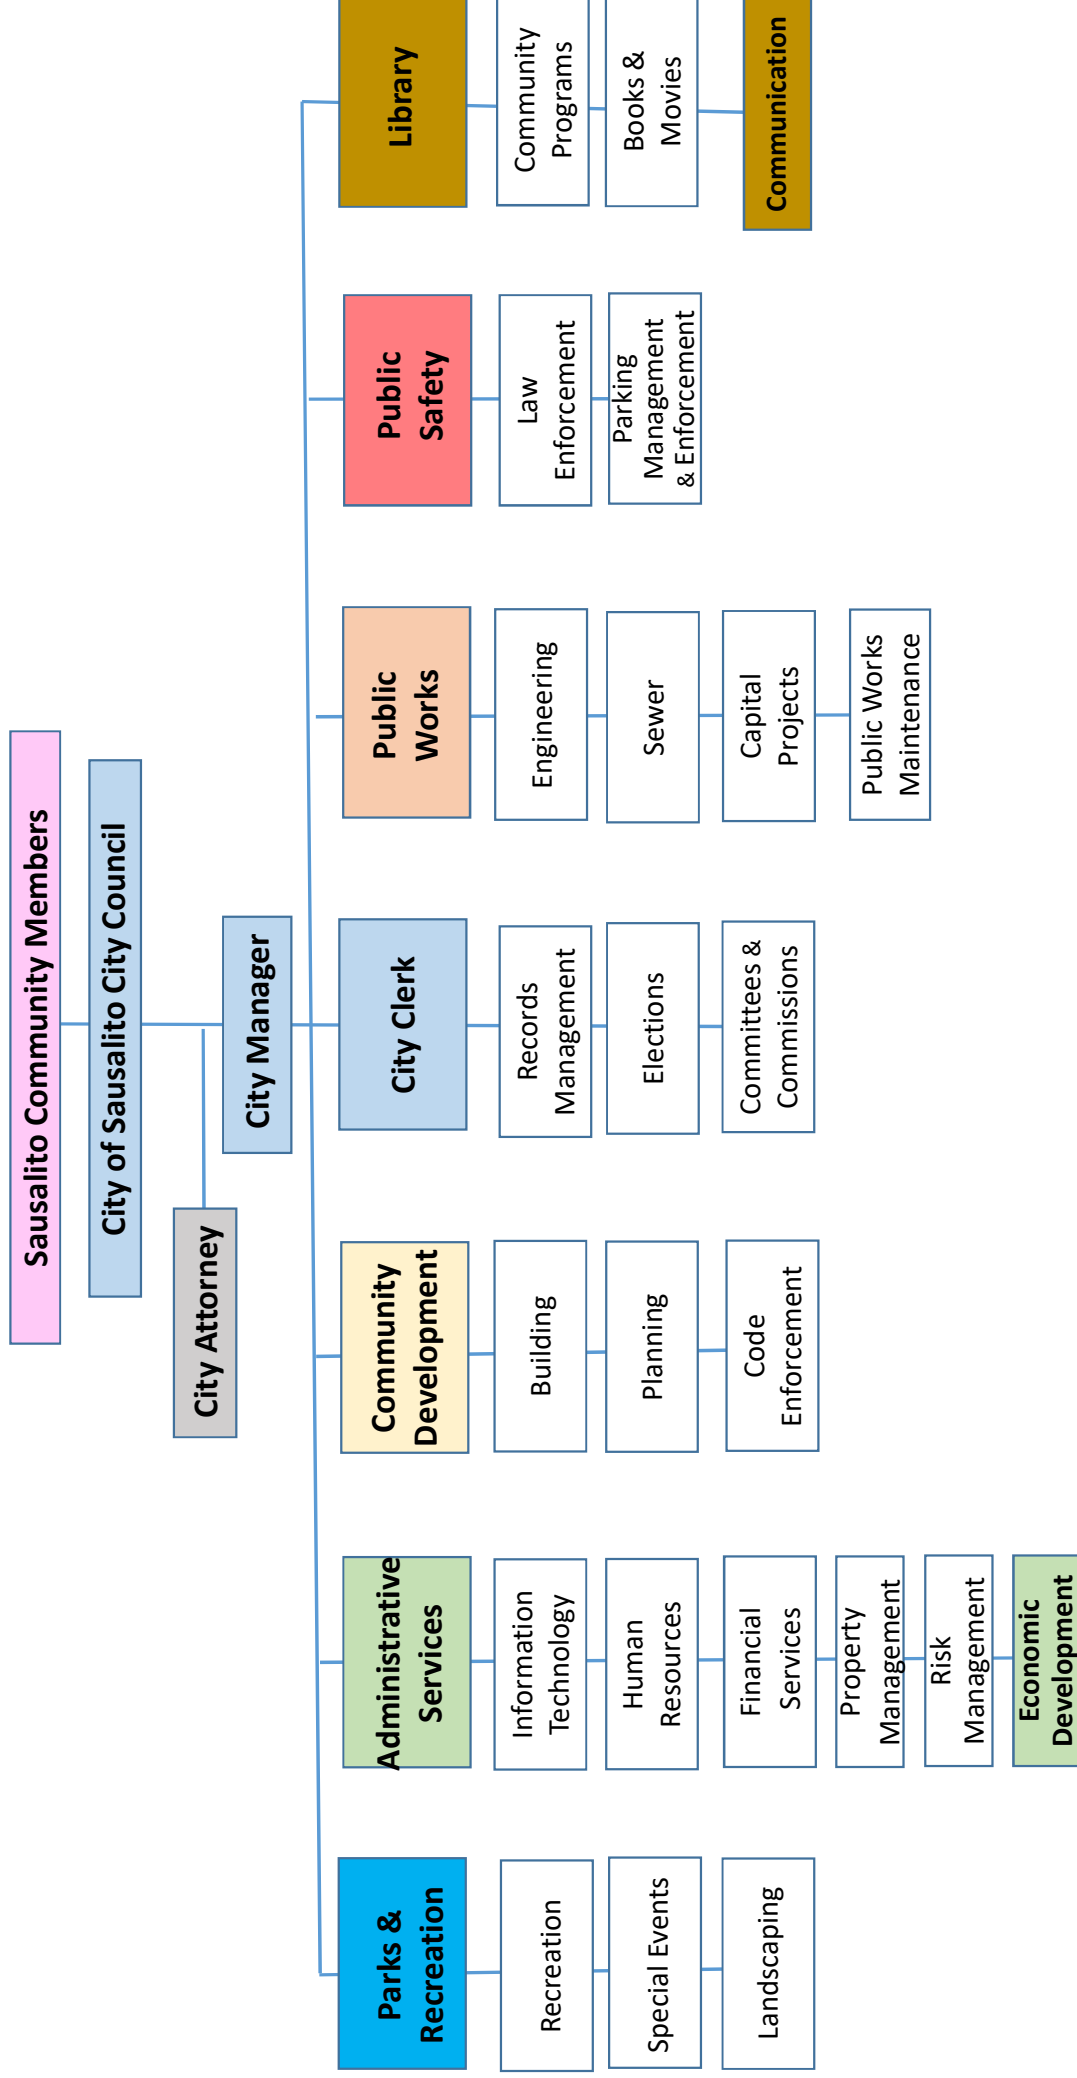 Sausalito Community Members
City of Sausalito City Council
City Attorney
City Manager
Parks &
Recreation
Recreation
Special Events
Landscaping
Administrative
Services
Information
Technology
Human
Resources
Financial
Services
Property
Management
Risk
Management
Economic
Development
Community
Development
Building
Planning
Code
Enforcement
City Clerk
Records
Management
Elections
Committees &
Commissions
Public
Works
Engineering
Sewer
Capital
Projects
Public Works
Maintenance
Public
Safety
Law
Enforcement
Parking
Management
& Enforcement
Library
Community
Programs
Books &
Movies
Communication